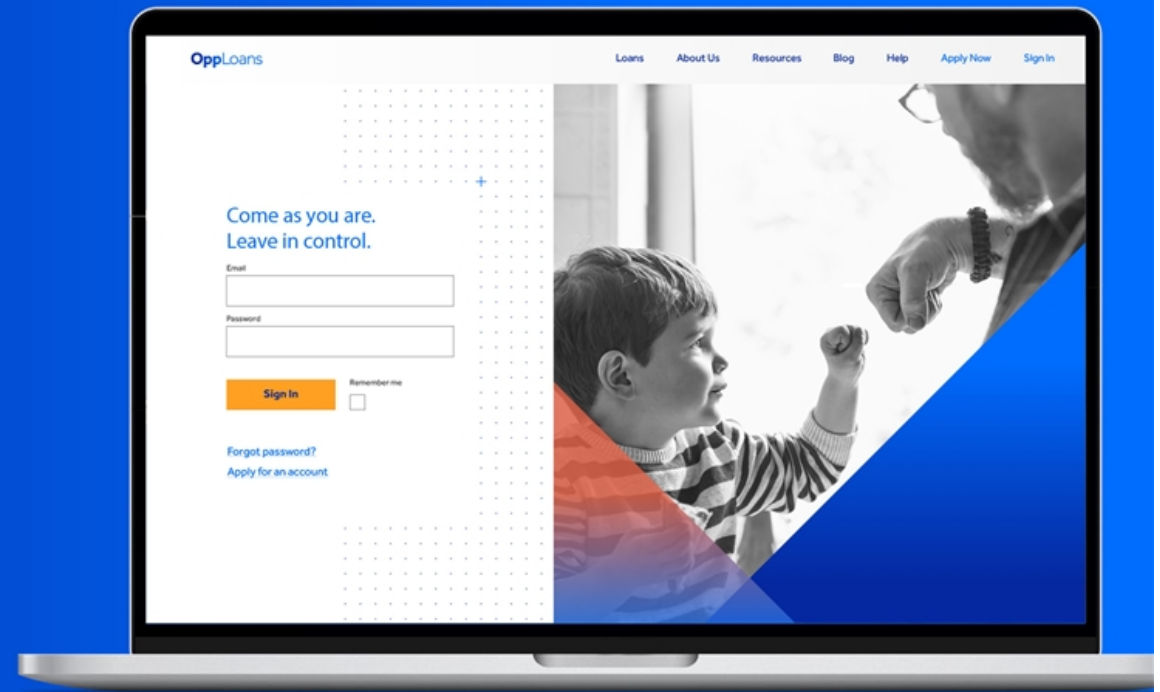 OppLoans
Loans About Us Resources Blog Help Apply Now Sign In
Come as you are.
Leave in control.
Email
Password
Sign In
Remember me
Forgot password?
Apply for an account